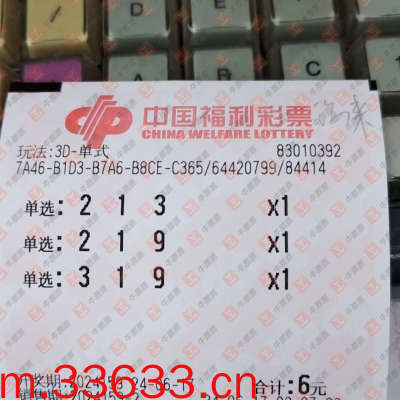 中国福利彩票
CHINA WELFARE LOTTERY
玩法:3D-单式 83010392
7A46-B1D3-B7A6-B8CE-C365/64420799/84414
单选: 2 1 3 x1
单选: 2 1 9 x1
单选: 3 1 9 x1
合计:6元
m.33633.cn